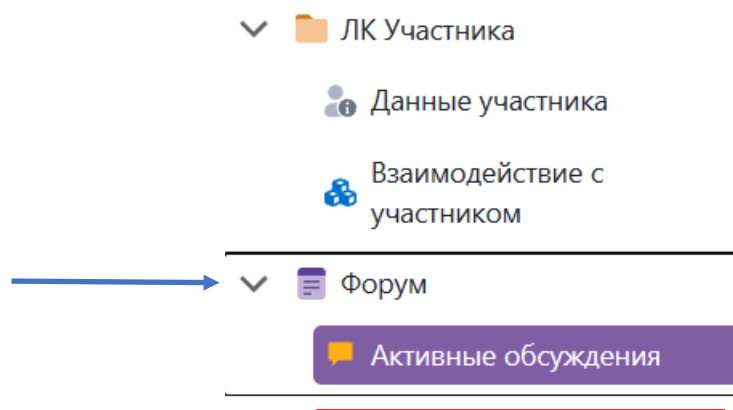 ЛК Участника
Данные участника
Взаимодействие с
участником
Форум
Активные обсуждения